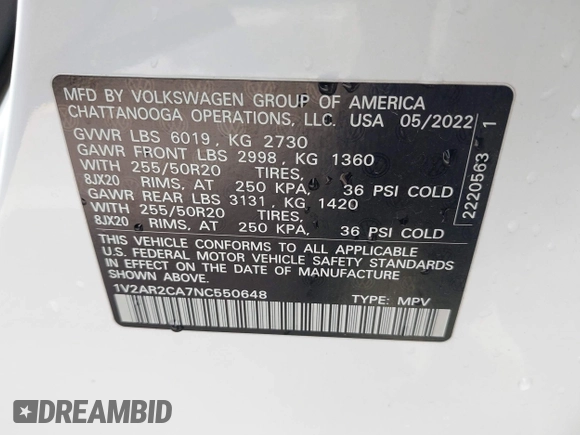 MFD BY VOLKSWAGEN GROUP OF AMERICA
CHATTANOOGA OPERATIONS, LLC. USA 05/2022
GVWR LBS 6019, KG 2730
GAWR FRONT LBS 2998, KG 1360
WITH 255/50R20 TIRES,
8JX20 RIMS, AT 250 KPA, 36 PSI COLD
GAWR REAR LBS 3131, KG 1420
WITH 255/50R20 TIRES,
8JX20 RIMS, AT 250 KPA, 36 PSI COLD
THIS VEHICLE CONFORMS TO ALL APPLICABLE
U.S. FEDERAL MOTOR VEHICLE SAFETY STANDARDS
IN EFFECT ON THE DATE OF MANUFACTURE
SHOWN ABOVE.
1V2AR2CA7NC550648 TYPE: MPV
2220563 1
DREAMBID